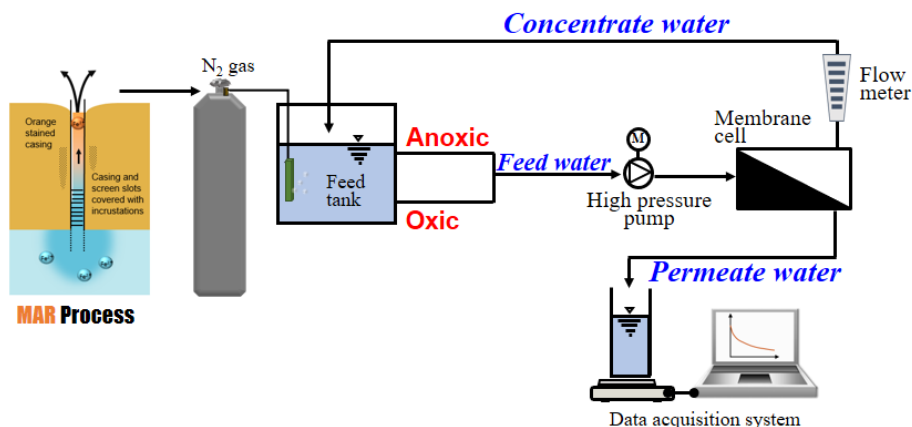 Concentrate water
N2 gas
Flow
meter
Orange
stained
casing
Casing and
screen slots
covered with
incrustations
MAR Process
Anoxic
Feed
tank
Oxic
Feed water
M
High pressure
pump
Membrane
cell
Permeate water
Data acquisition system